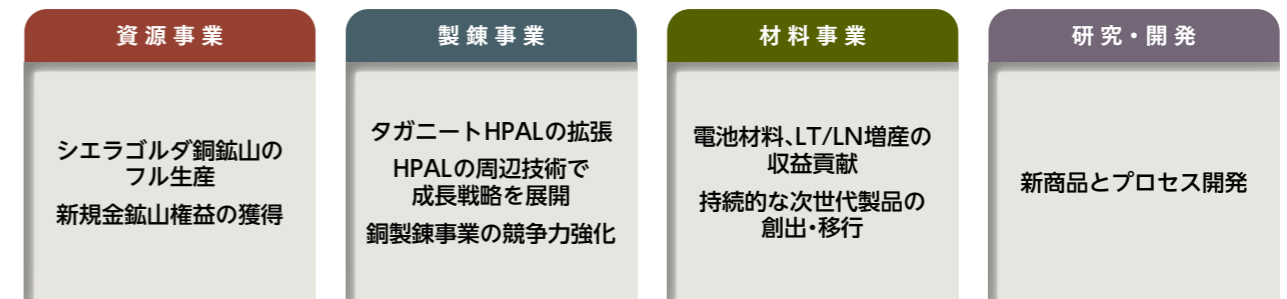 資源事業
シエラゴルダ銅鉱山の
フル生産
新規金鉱山権益の獲得
製錬事業
タガニートHPALの拡張
HPALの周辺技術で
成長戦略を展開
銅製錬事業の競争力強化
材料事業
電池材料、LT/LN増産の
収益貢献
持続的な次世代製品の
創出・移行
研究・開発
新商品とプロセス開発